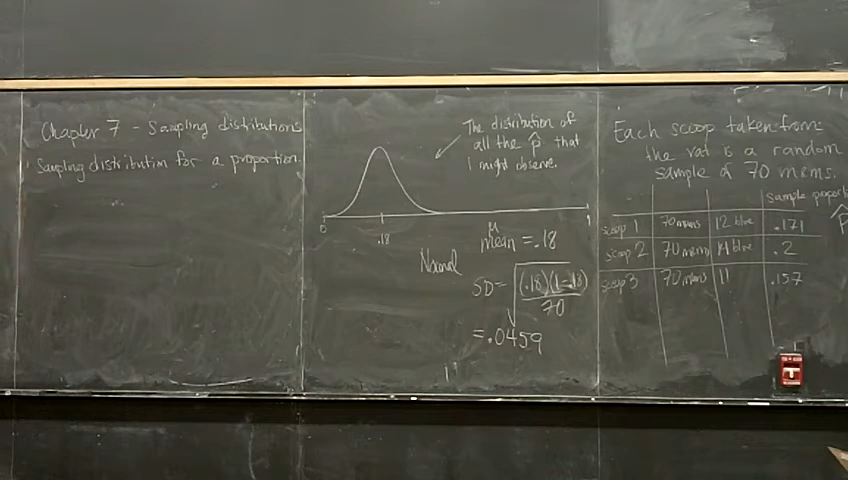 Chapter 7 - Sampling distributions
Sampling distribution for a proportion.
The distribution of
all the p̂ that
I might observe.
0
.18
1
Normal
μ
mean = .18
SD = √((.18)(1-.18)/70)
= .0459
Each scoop taken from
the vat is a random
sample of 70 mems.
sample proporti
p̂
scoop 1 70 mems 12 blue .171
scoop 2 70 mems 14 blue .2
scoop 3 70 mems 11 .157